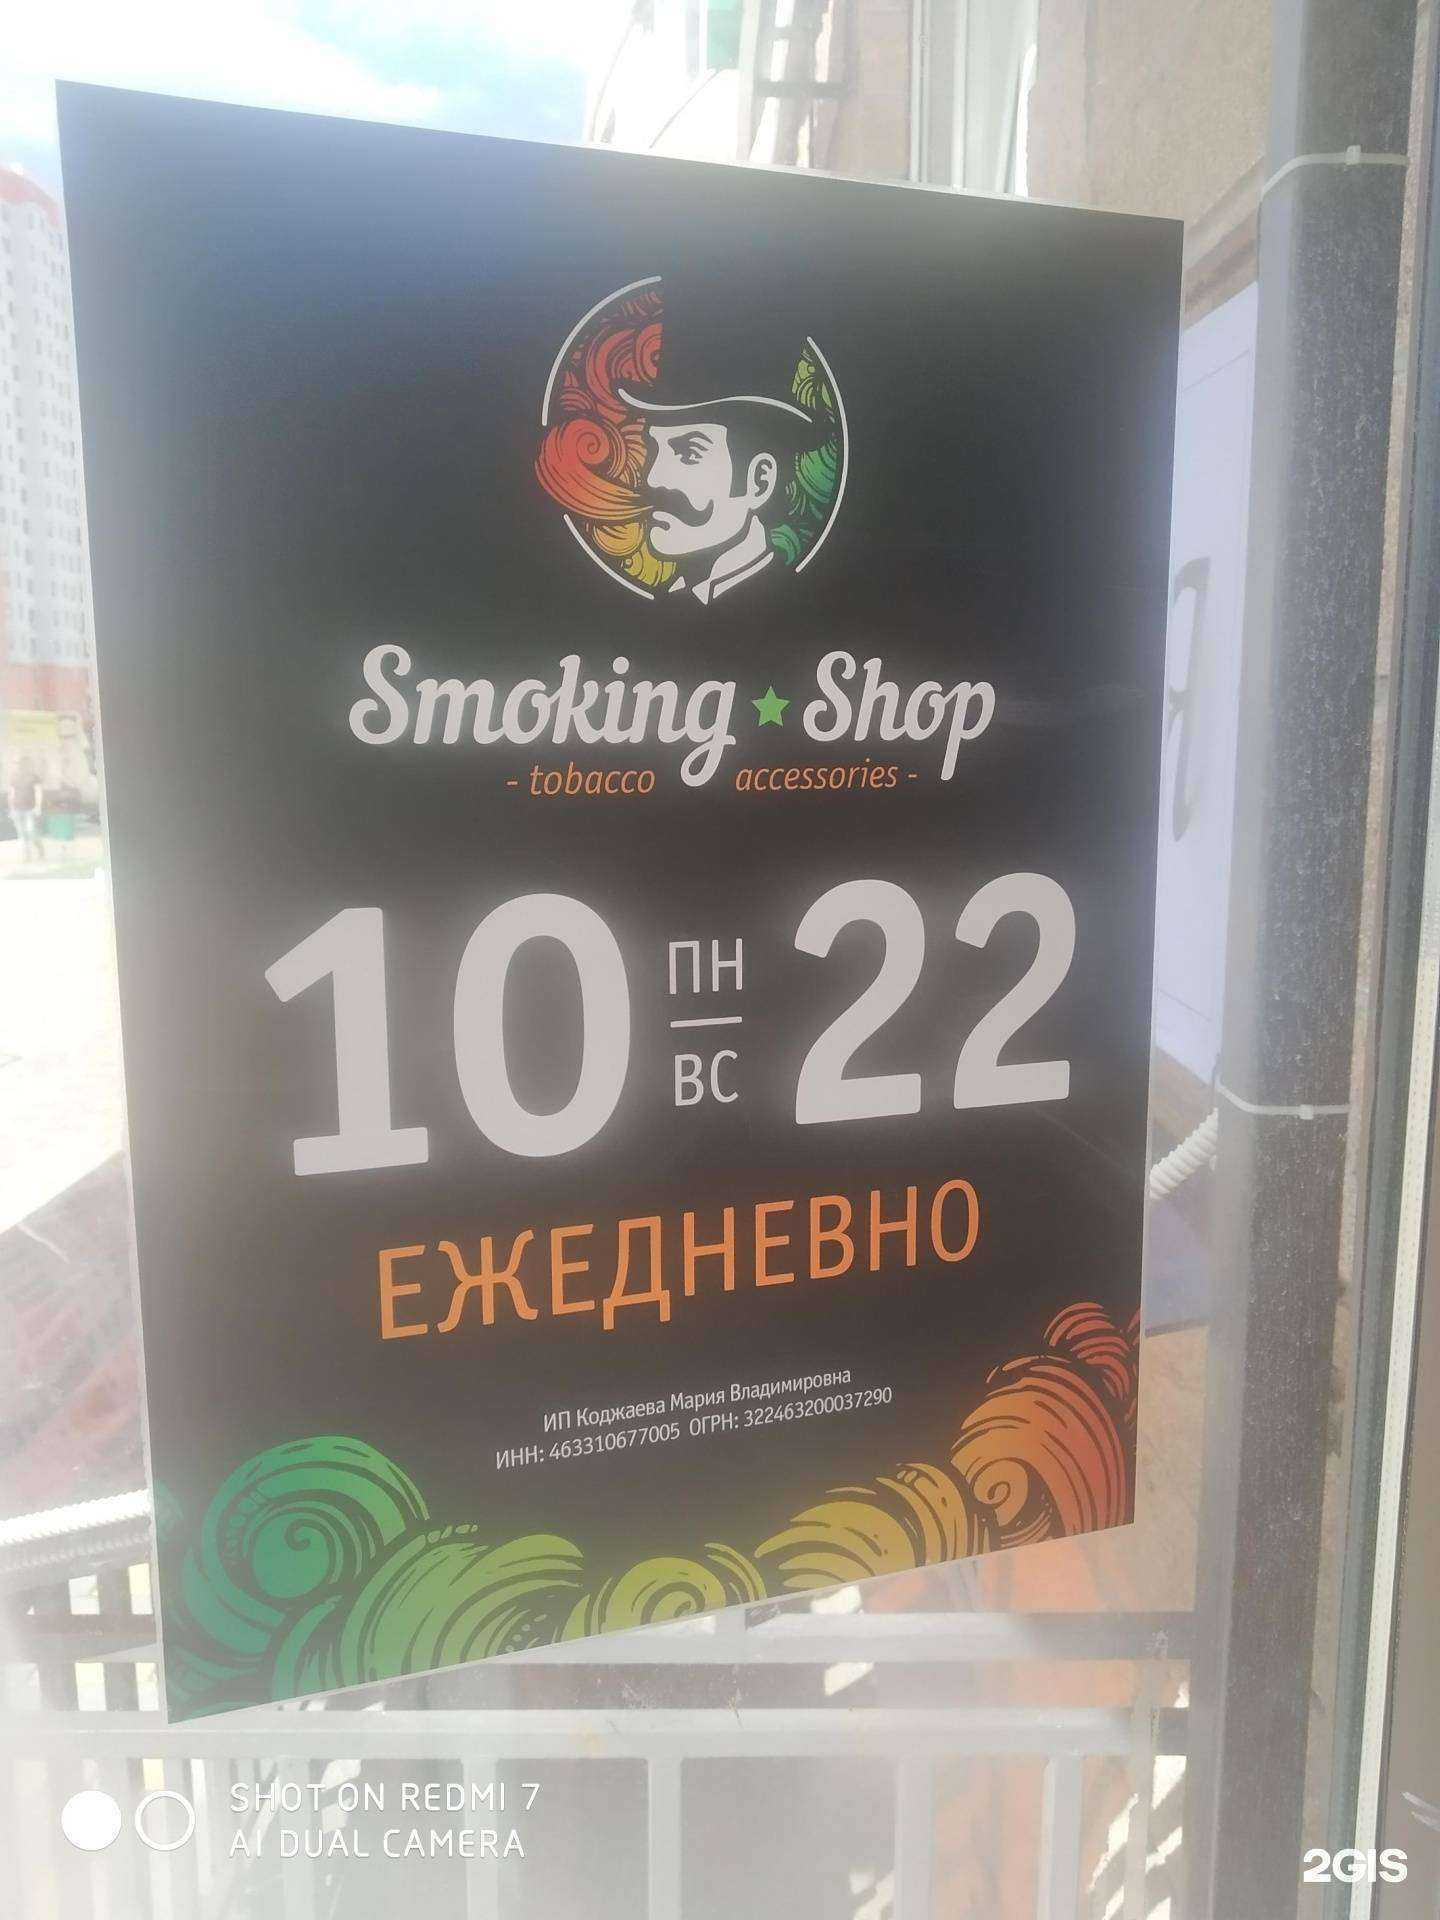 Smoking Shop
- tobacco accessories -
10 ПН ВС 22
ЕЖЕДНЕВНО
ИП Коджаева Мария Владимировна
ИНН: 463310677005 ОГРН: 322463200037290
SHOT ON REDMI 7
AI DUAL CAMERA
2GIS